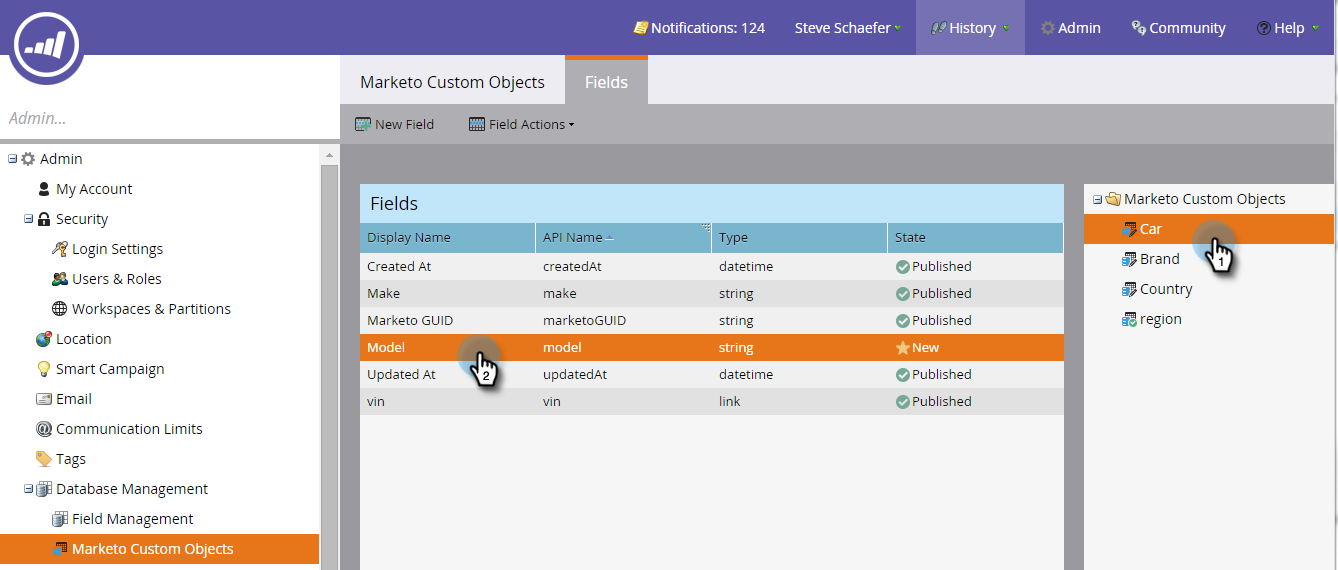 Notifications: 124 Steve Schaefer History Admin Community Help
Admin...
Marketo Custom Objects Fields
New Field Field Actions
Admin
My Account
Security
Login Settings
Users & Roles
Workspaces & Partitions
Location
Smart Campaign
Email
Communication Limits
Tags
Database Management
Field Management
Marketo Custom Objects
Fields
Display Name API Name Type State
Created At createdAt datetime Published
Make make string Published
Marketo GUID marketoGUID string Published
Model model string New
2
Updated At updatedAt datetime Published
vin vin link Published
Marketo Custom Objects
Car
1
Brand
Country
region